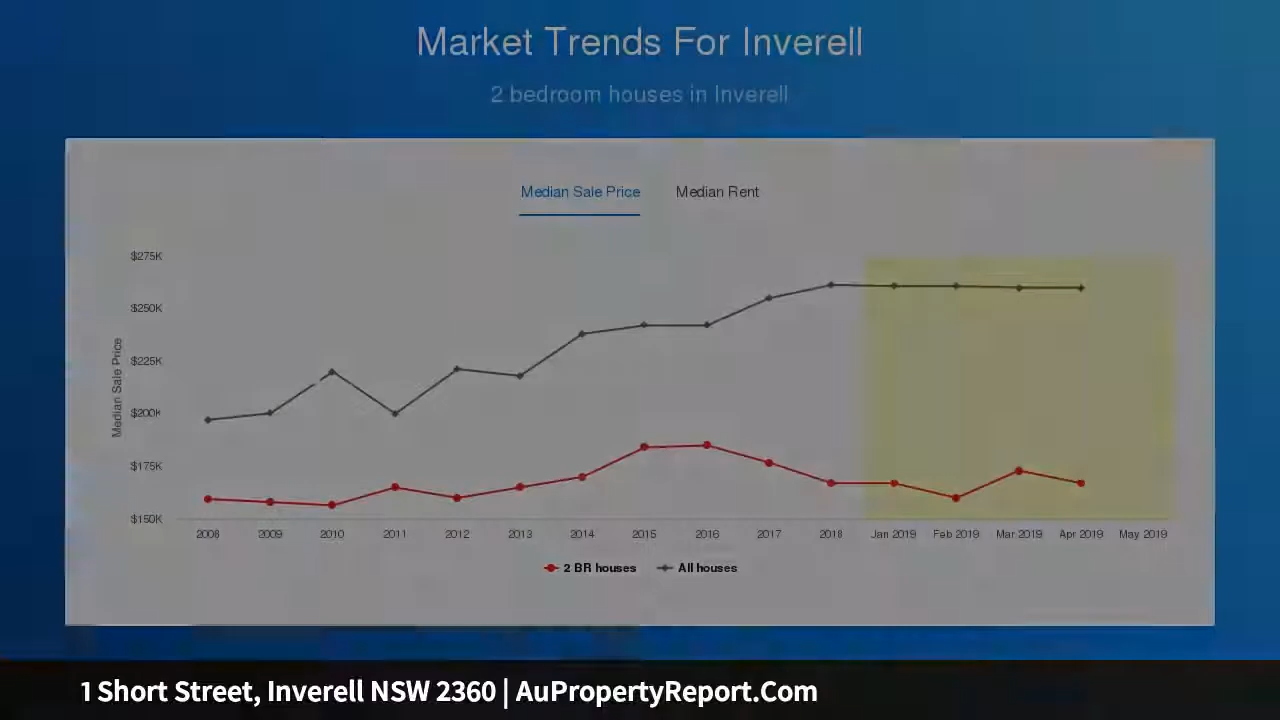 Market Trends For Inverell
2 bedroom houses in Inverell
Median Sale Price Median Rent
$275K
$250K
$225K
$200K
$175K
$150K
Median Sale Price
2008 2009 2010 2011 2012 2013 2014 2015 2016 2017 2018 Jan 2019 Feb 2019 Mar 2019 Apr 2019 May 2019
2 BR houses All houses
1 Short Street, Inverell NSW 2360 | AuPropertyReport.Com